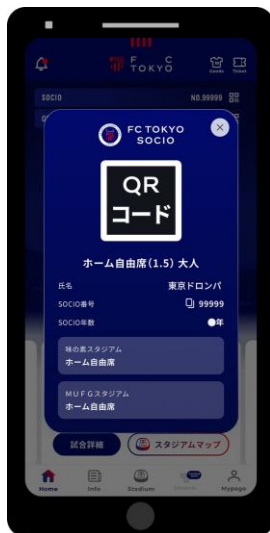 FC
TOKYO
Goods
Ticket
SOCIO
NO.99999
FC TOKYO
SOCIO
QR
コード
ホーム自由席(1.5) 大人
氏名
東京ドロンパ
SOCIO番号
99999
SOCIO年数
●年
味の素スタジアム
ホーム自由席
MUFGスタジアム
ホーム自由席
試合詳細
スタジアムマップ
Home
Info
Stadium
Mypage